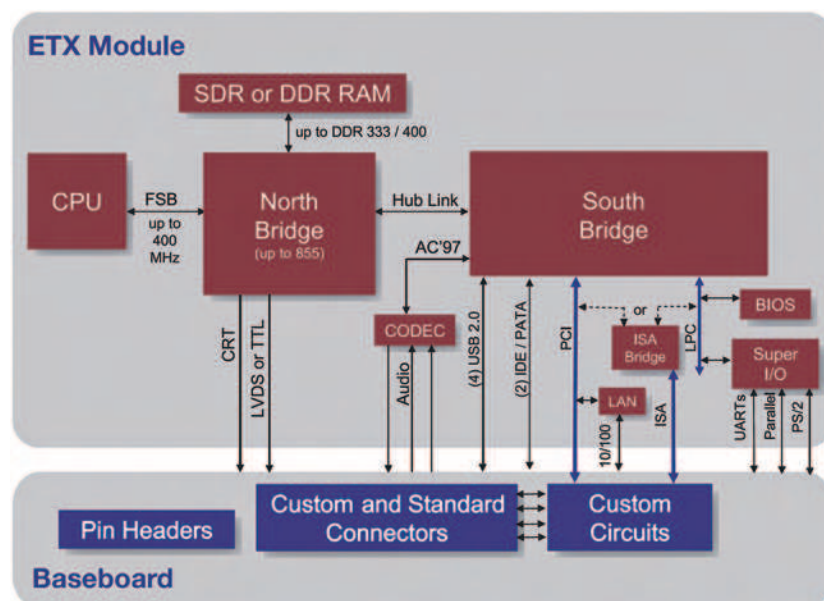 ETX Module
SDR or DDR RAM
up to DDR 333 / 400
CPU
FSB
up to
400
MHz
North
Bridge
(up to 855)
Hub Link
South
Bridge
AC'97
CODEC
CRT
LVDS or TTL
Audio
(4) USB 2.0
(2) IDE / PATA
PCI
or
ISA
Bridge
LPC
BIOS
Super
I/O
LAN
10/100
ISA
UARTs
Parallel
PS/2
Pin Headers
Custom and Standard
Connectors
Custom
Circuits
Baseboard